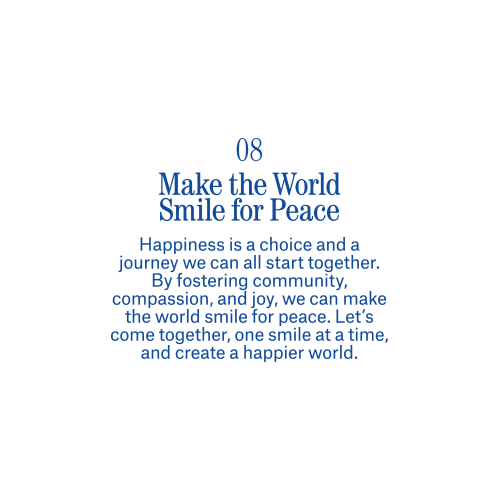 08
Make the World
Smile for Peace
Happiness is a choice and a
journey we can all start together.
By fostering community,
compassion, and joy, we can make
the world smile for peace. Let's
come together, one smile at a time,
and create a happier world.